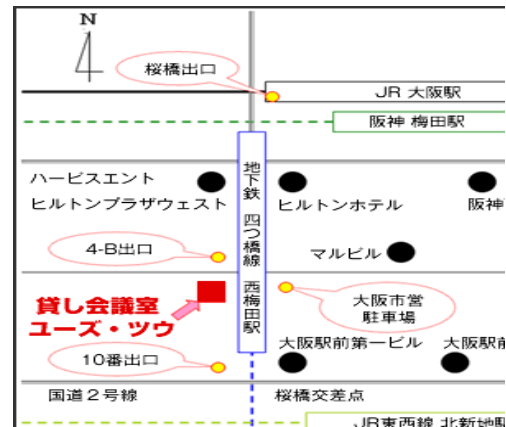 N
桜橋出口
JR 大阪駅
阪神 梅田駅
ハービスエント
ヒルトンプラザウェスト
地下鉄 四つ橋線 西梅田駅
ヒルトンホテル
阪神
4-B出口
マルビル
貸し会議室
ユーズ・ツウ
大阪市営
駐車場
10番出口
大阪駅前第一ビル
大阪駅前
国道2号線
桜橋交差点
JR東西線 北新地駅